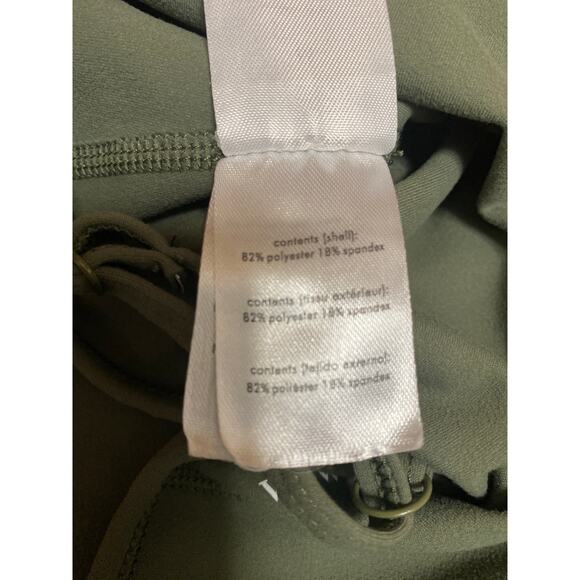 contents (shell):
82% polyester 18% spandex
contents (tissu extérieur):
82% polyester 18% spandex
contents (tejido externo):
82% poliéster 18% spandex